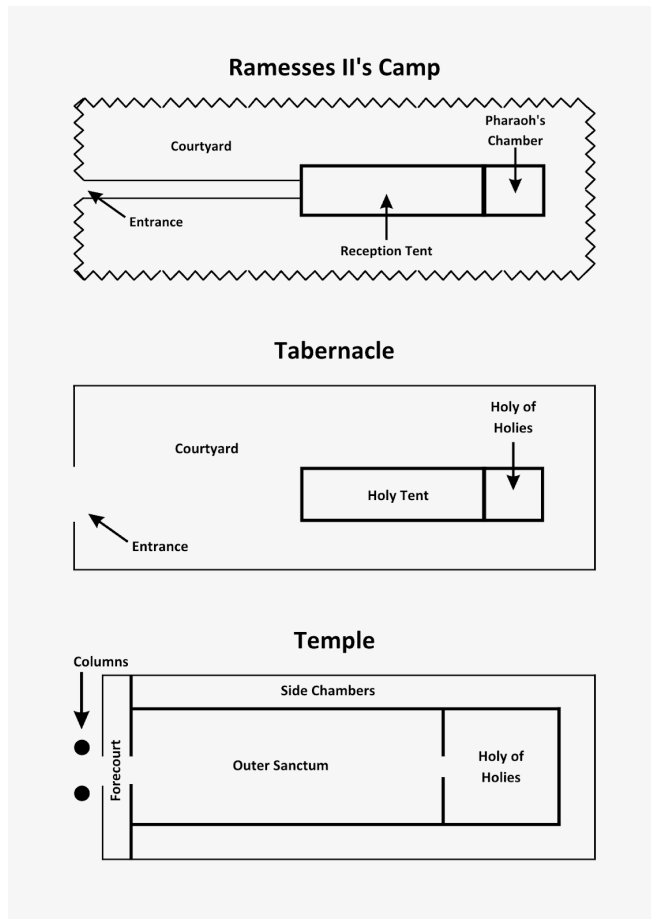 Ramesses II's Camp
Pharaoh's
Chamber
Courtyard
Entrance
Reception Tent
Tabernacle
Holy of
Holies
Courtyard
Holy Tent
Entrance
Temple
Columns
Side Chambers
Forecourt
Outer Sanctum
Holy of
Holies